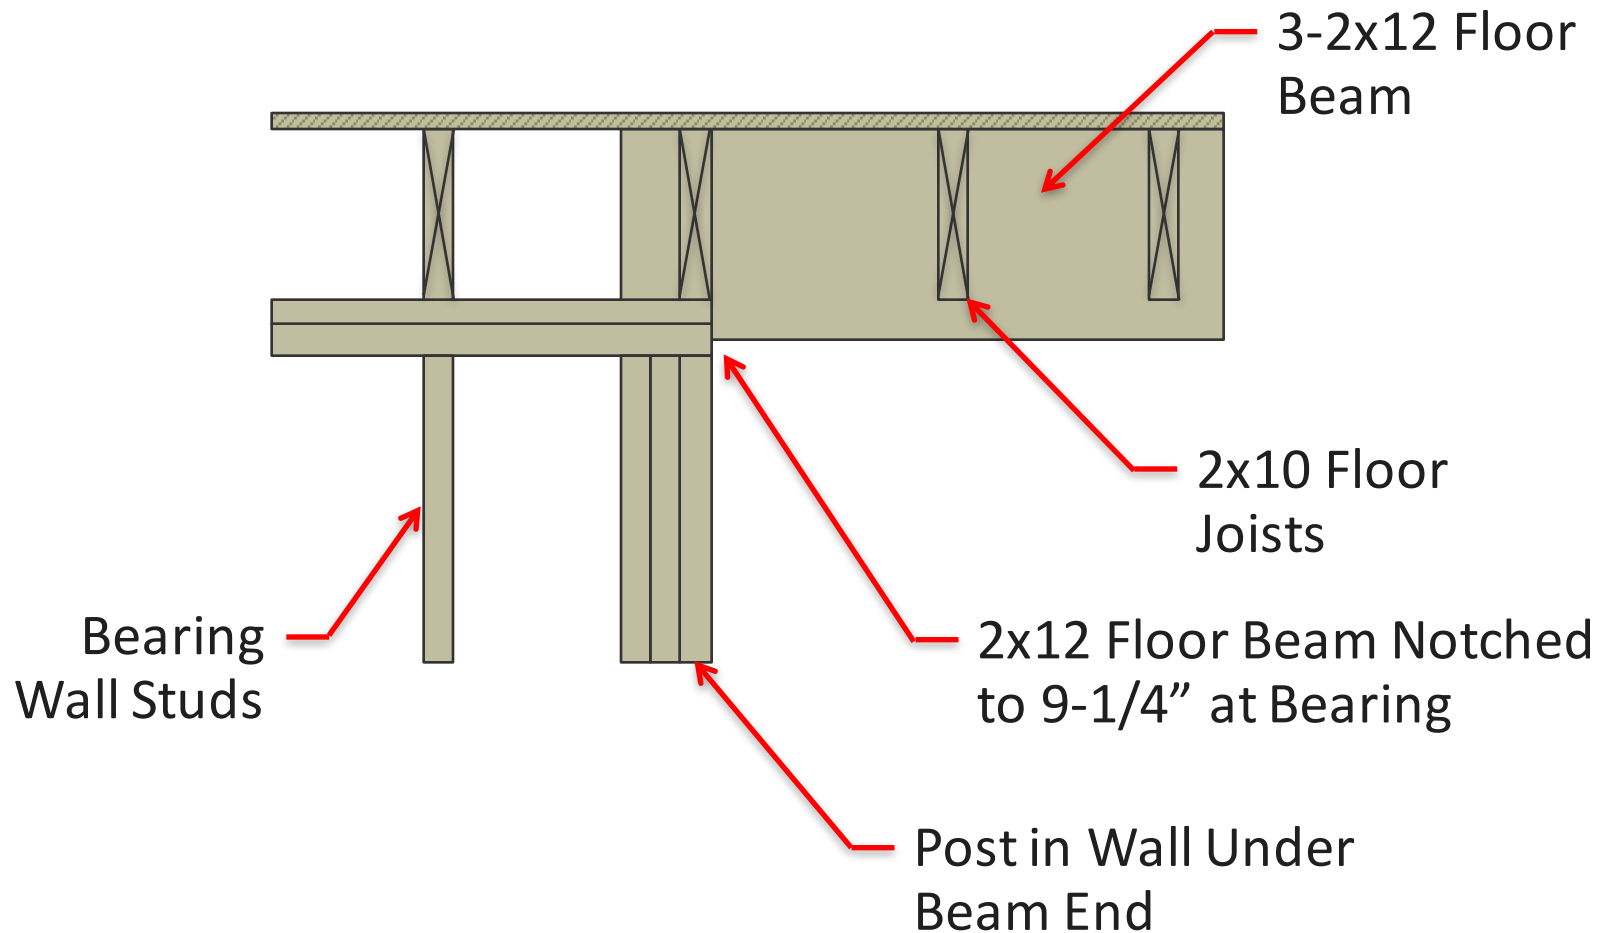 3-2x12 Floor
Beam
2x10 Floor
Joists
Bearing
Wall Studs
2x12 Floor Beam Notched
to 9-1/4” at Bearing
Post in Wall Under
Beam End